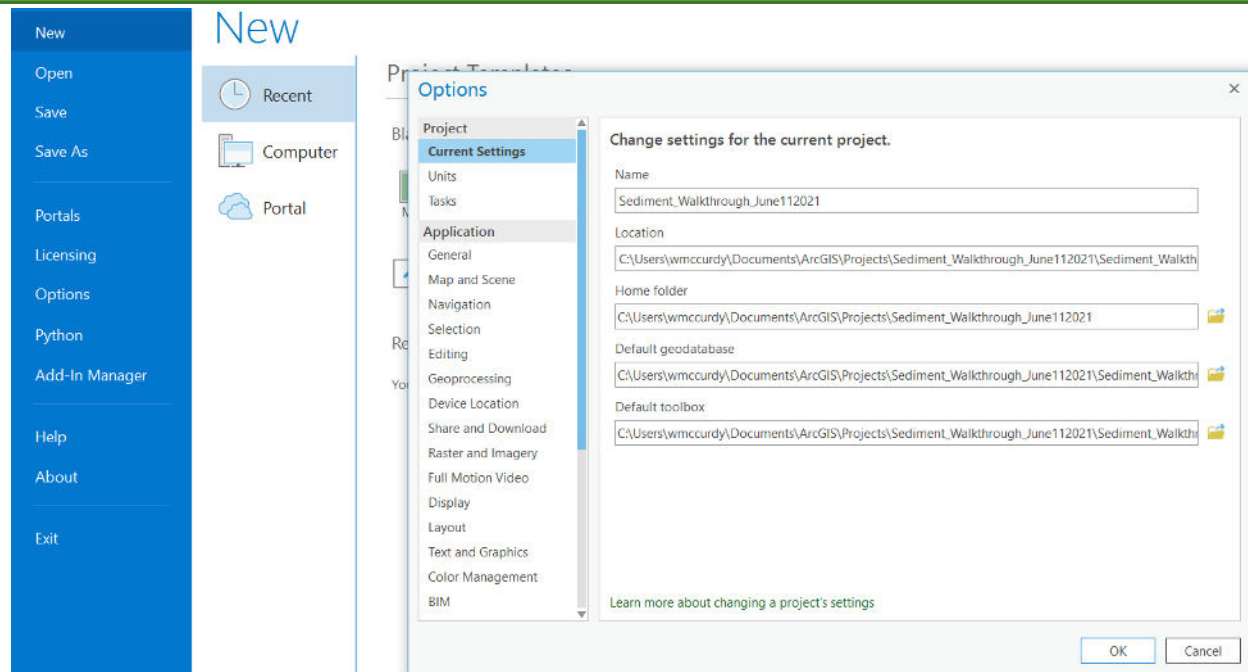 New
Open
Save
Save As
Portals
Licensing
Options
Python
Add-In Manager
Help
About
Exit
New
Recent
Computer
Portal
Options
Project
Current Settings
Units
Tasks
Application
General
Map and Scene
Navigation
Selection
Editing
Geoprocessing
Device Location
Share and Download
Raster and Imagery
Full Motion Video
Display
Layout
Text and Graphics
Color Management
BIM
Change settings for the current project.
Name
Sediment_Walkthrough_June112021
Location
C:\Users\wmccurdy\Documents\ArcGIS\Projects\Sediment_Walkthrough_June112021\Sediment_Walkth
Home folder
C:\Users\wmccurdy\Documents\ArcGIS\Projects\Sediment_Walkthrough_June112021
Default geodatabase
C:\Users\wmccurdy\Documents\ArcGIS\Projects\Sediment_Walkthrough_June112021\Sediment_Walkthr
Default toolbox
C:\Users\wmccurdy\Documents\ArcGIS\Projects\Sediment_Walkthrough_June112021\Sediment_Walkthr
Learn more about changing a project's settings
OK
Cancel